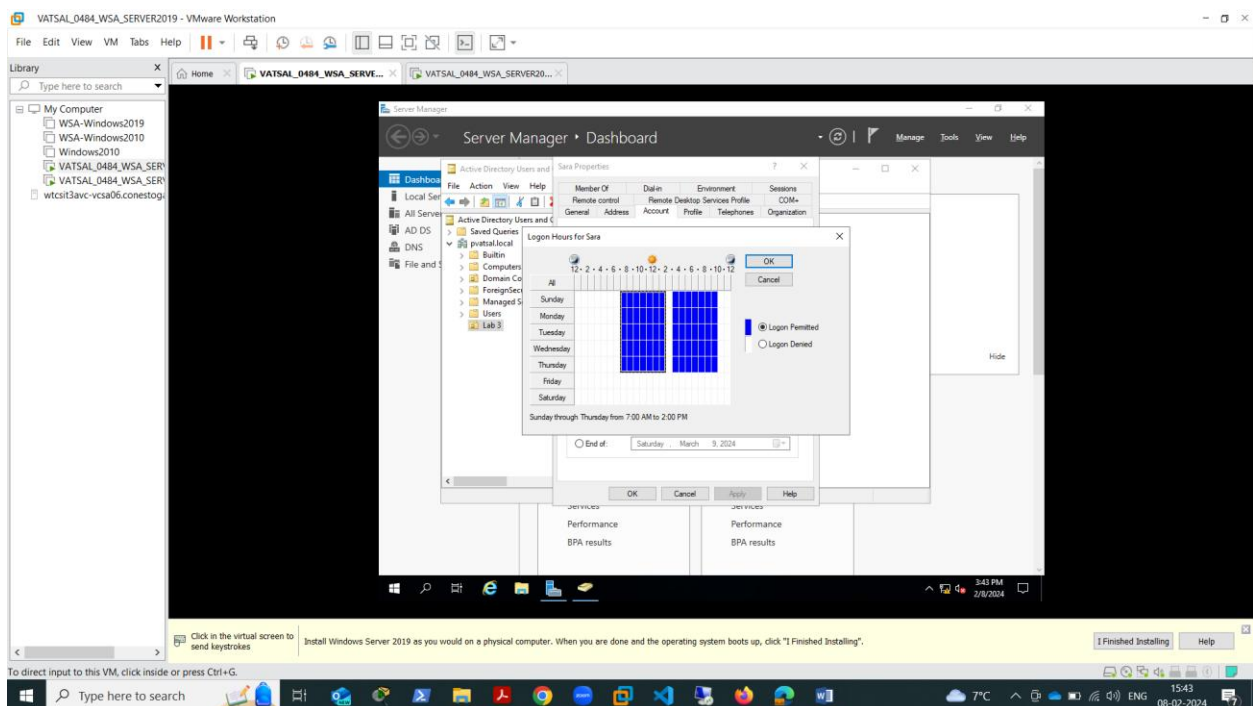 VATSAL_0484_WSA_SERVER2019 - VMware Workstation
File Edit View VM Tabs Help
Library
Type here to search
Home
VATSAL_0484_WSA_SERVE...
VATSAL_0484_WSA_SERVER20...
My Computer
WSA-Windows2019
WSA-Windows2010
Windows2010
VATSAL_0484_WSA_SERV
VATSAL_0484_WSA_SERV
wtcsit3avc-vcsa06.conestoga
Server Manager
Server Manager • Dashboard
Manage Tools View Help
Dashboa
Local Ser
All Server
AD DS
DNS
File and S
Active Directory Users and
File Action View Help
Active Directory Users and C
Saved Queries
pvatsal.local
Builtin
Computers
Domain Co
ForeignSecu
Managed S
Users
Lab 3
Sara Properties
Member Of Dial-in Environment Sessions
Remote control Remote Desktop Services Profile COM+
General Address Account Profile Telephones Organization
Logon Hours for Sara
12 • 2 • 4 • 6 • 8 • 10 • 12 • 2 • 4 • 6 • 8 • 10 • 12
All
Sunday
Monday
Tuesday
Wednesday
Thursday
Friday
Saturday
OK
Cancel
Logon Permitted
Logon Denied
Sunday through Thursday from 7:00 AM to 2:00 PM
End of: Saturday , March 9, 2024
OK Cancel Apply Help
Hide
Services Services
Performance Performance
BPA results BPA results
3:43 PM
2/8/2024
Click in the virtual screen to
send keystrokes
Install Windows Server 2019 as you would on a physical computer. When you are done and the operating system boots up, click "I Finished Installing".
I Finished Installing Help
To direct input to this VM, click inside or press Ctrl+G.
Type here to search
7°C
ENG
15:43
08-02-2024